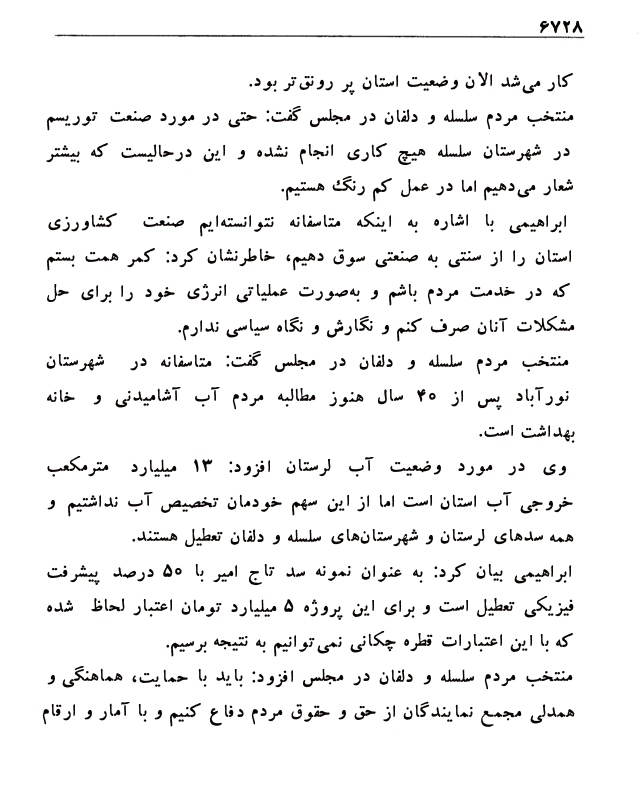 ۶۷۲۸
کار می‌شد الان وضعیت استان پر رونق‌تر بود.
منتخب مردم سلسله و دلفان در مجلس گفت: حتی در مورد صنعت توریسم
در شهرستان سلسله هیچ کاری انجام نشده و این درحالیست که بیشتر
شعار می‌دهیم اما در عمل کم رنگ هستیم.
ابراهیمی با اشاره به اینکه متاسفانه نتوانسته‌ایم صنعت کشاورزی
استان را از سنتی به صنعتی سوق دهیم، خاطرنشان کرد: کمر همت بستم
که در خدمت مردم باشم و به‌صورت عملیاتی انرژی خود را برای حل
مشکلات آنان صرف کنم و نگارش و نگاه سیاسی ندارم.
منتخب مردم سلسله و دلفان در مجلس گفت: متاسفانه در شهرستان
نورآباد پس از ۴۰ سال هنوز مطالبه مردم آب آشامیدنی و خانه
بهداشت است.
وی در مورد وضعیت آب لرستان افزود: ۱۳ میلیارد مترمکعب
خروجی آب استان است اما از این سهم خودمان تخصیص آب نداشتیم و
همه سدهای لرستان و شهرستان‌های سلسله و دلفان تعطیل هستند.
ابراهیمی بیان کرد: به عنوان نمونه سد تاج امیر با ۵۰ درصد پیشرفت
فیزیکی تعطیل است و برای این پروژه ۵ میلیارد تومان اعتبار لحاظ شده
که با این اعتبارات قطره چکانی نمی‌توانیم به نتیجه برسیم.
منتخب مردم سلسله و دلفان در مجلس افزود: باید با حمایت، هماهنگی و
همدلی مجمع نمایندگان از حق و حقوق مردم دفاع کنیم و با آمار و ارقام